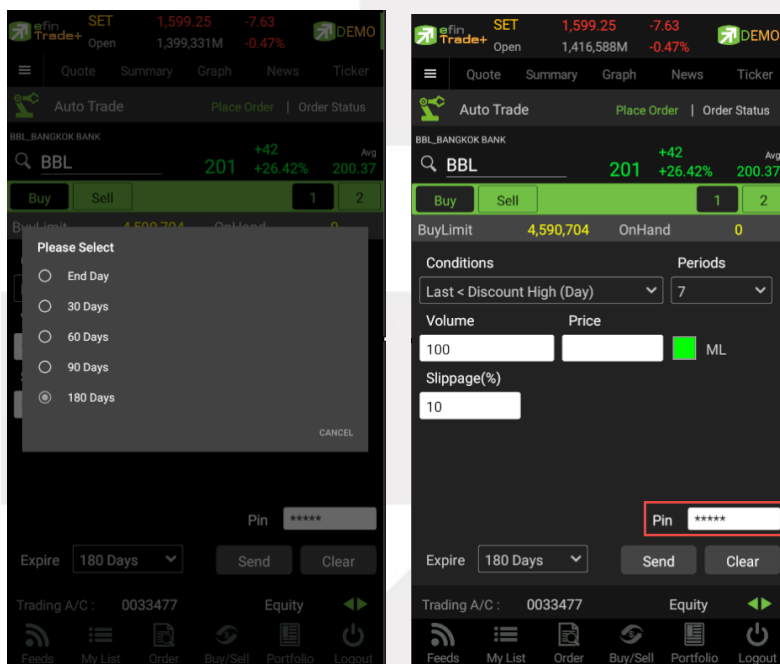 efin Trade+ SET 1,599.25 -7.63 DEMO
Open 1,399,331M -0.47%
Quote Summary Graph News Ticker
Auto Trade Place Order | Order Status
BBL_BANGKOK BANK
BBL 201 +42 +26.42% Avg 200.37
Buy Sell 1 2
BuyLimit 4,590,704 OnHand 0
Please Select
End Day
30 Days
60 Days
90 Days
180 Days
CANCEL
Pin *****
Expire 180 Days Send Clear
Trading A/C : 0033477 Equity
Feeds My List Order Buy/Sell Portfolio Logout
efin Trade+ SET 1,599.25 -7.63 DEMO
Open 1,416,588M -0.47%
Quote Summary Graph News Ticker
Auto Trade Place Order | Order Status
BBL_BANGKOK BANK
BBL 201 +42 +26.42% Avg 200.37
Buy Sell 1 2
BuyLimit 4,590,704 OnHand 0
Conditions Periods
Last < Discount High (Day) 7
Volume Price
100 ML
Slippage(%)
10
Pin *****
Expire 180 Days Send Clear
Trading A/C : 0033477 Equity
Feeds My List Order Buy/Sell Portfolio Logout